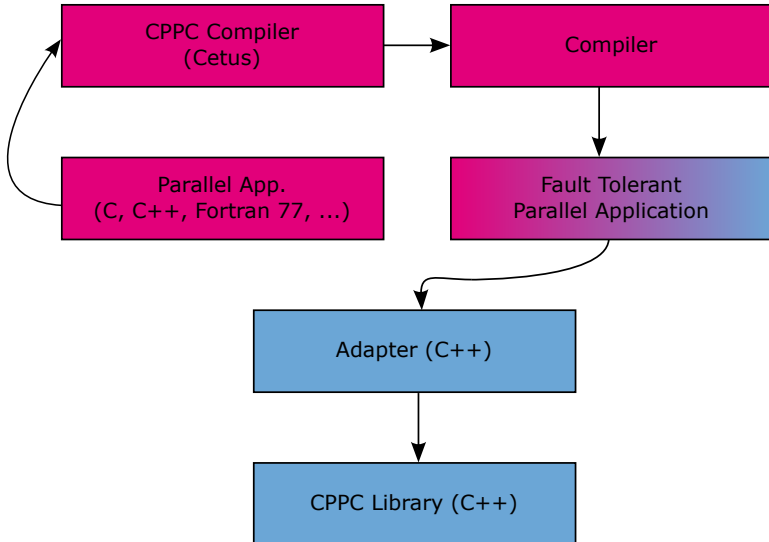 CPPC Compiler
(Cetus)
Compiler
Parallel App.
(C, C++, Fortran 77, ...)
Fault Tolerant
Parallel Application
Adapter (C++)
CPPC Library (C++)